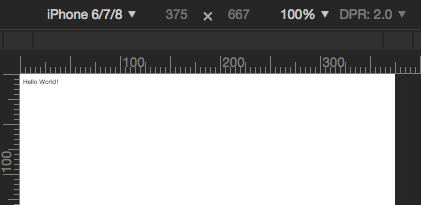 iPhone 6/7/8 ▼ 375 × 667 100% ▼ DPR: 2.0 ▼
100 200 300
Hello World!
100